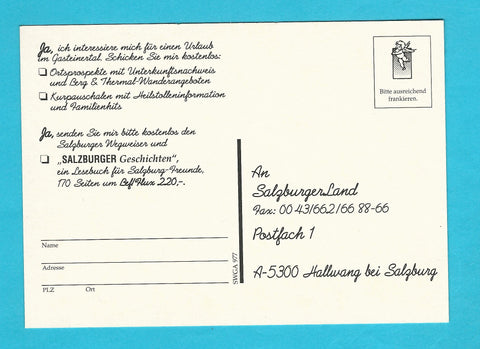 Ja, ich interessiere mich für einen Urlaub
im Gasteinertal. Schicken Sie mir kostenlos:
Ortsprospekte mit Unterkunftsnachweis
und Berg & Thermal-Wanderangeboten
Kurpauschalen mit Heilstolleninformation
und Familienhits
Ja, senden Sie mir bitte kostenlos den
Salzburger Wegweiser und
„SALZBURGER Geschichten",
ein Lesebuch für Salzburg-Freunde,
170 Seiten um Bef/Flux 220,-.
Name
Adresse
PLZ Ort
SWGA 977
Bitte ausreichend
frankieren.
An
SalzburgerLand
Fax: 00 43/662/66 88-66
Postfach 1
A-5300 Hallwang bei Salzburg